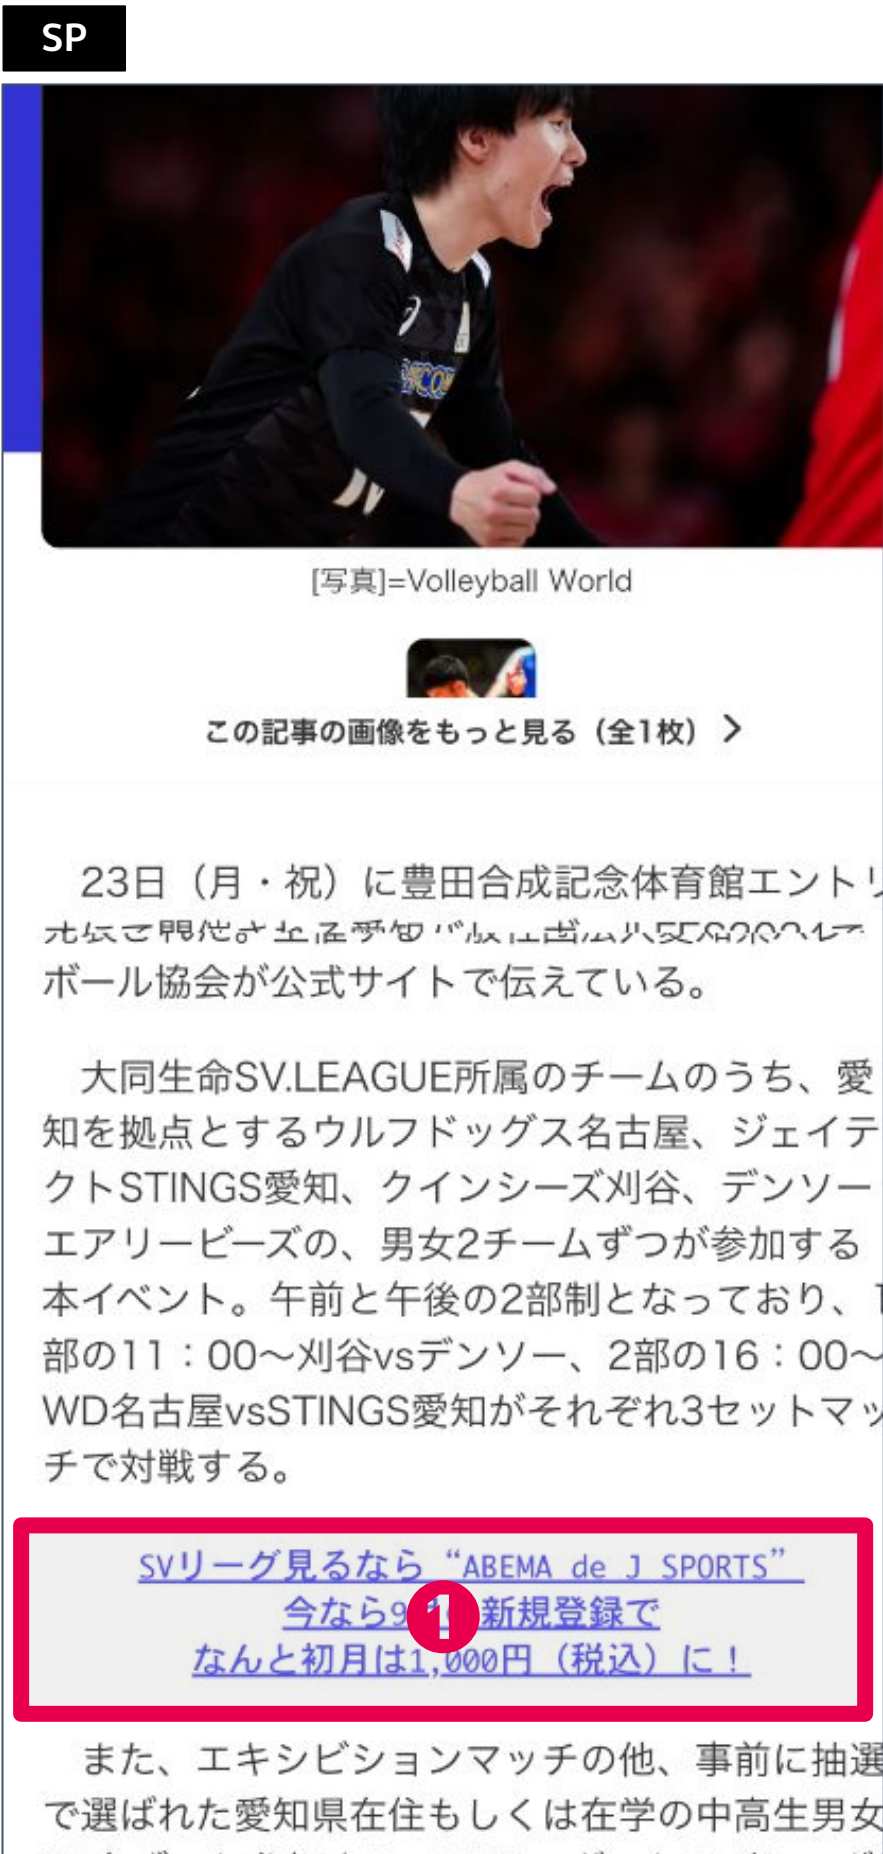 SP
[写真]=Volleyball World
この記事の画像をもっと見る（全1枚）
23日（月・祝）に豊田合成記念体育館エントリ
ボール協会が公式サイトで伝えている。
大同生命SV.LEAGUE所属のチームのうち、愛
知を拠点とするウルフドッグス名古屋、ジェイテ
クトSTINGS愛知、クインシーズ刈谷、デンソー
エアリービーズの、男女2チームずつが参加する
本イベント。午前と午後の2部制となっており、1
部の11：00〜刈谷vsデンソー、2部の16：00〜
WD名古屋vsSTINGS愛知がそれぞれ3セットマッ
チで対戦する。
SVリーグ見るなら“ABEMA de J SPORTS”
今なら9 1 新規登録で
なんと初月は1,000円（税込）に！
また、エキシビションマッチの他、事前に抽選
で選ばれた愛知県在住もしくは在学の中高生男女